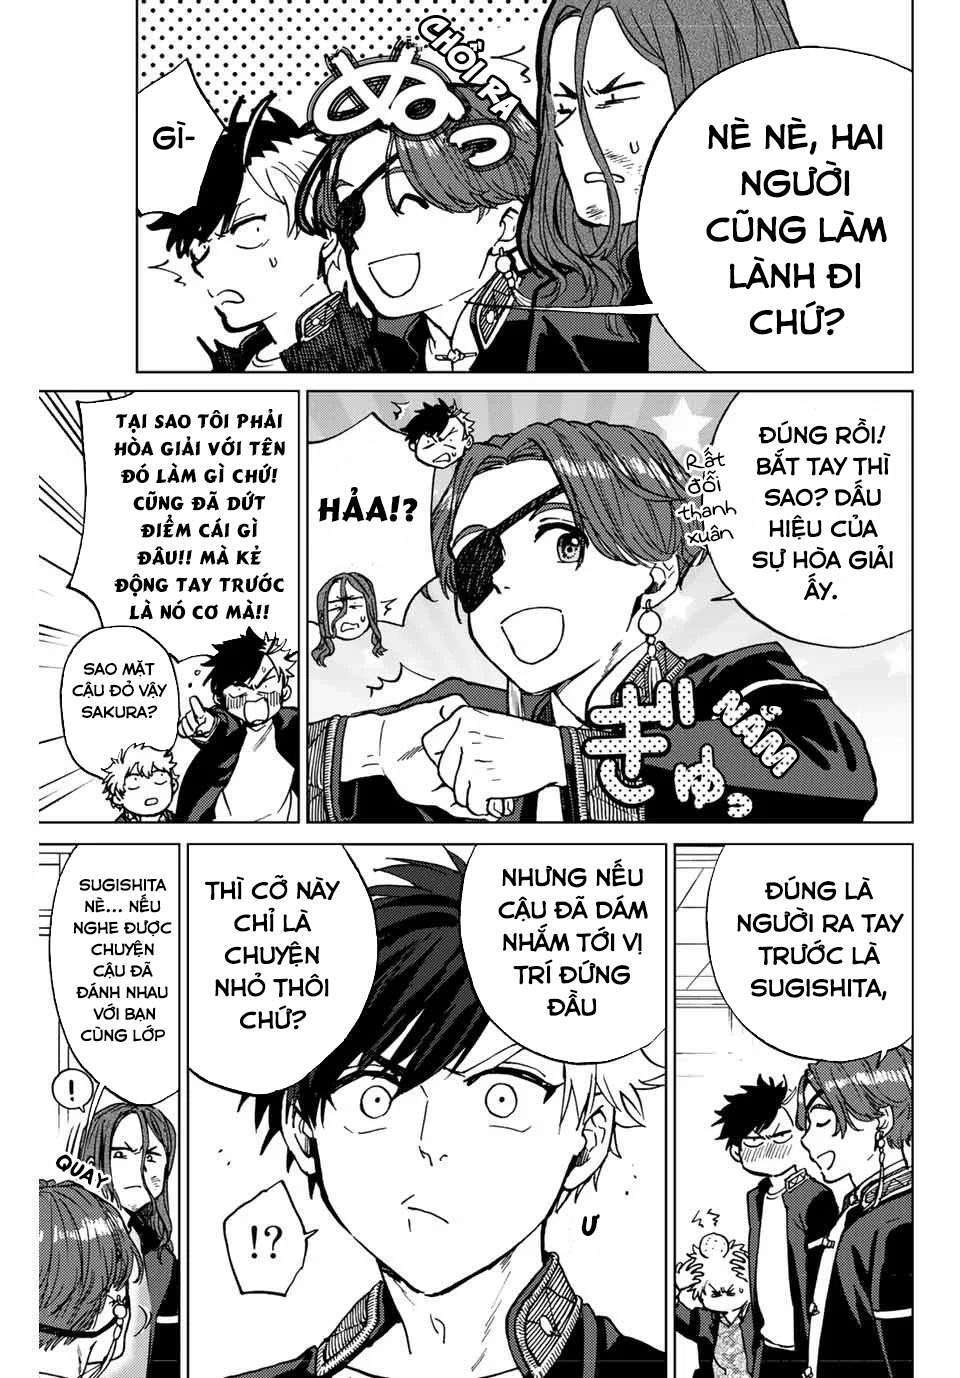 NÈ NÈ, HAI
NGƯỜI
CŨNG LÀM
LÀNH ĐI
CHỨ?
CHỒI RA
GÌ-
ĐÚNG RỒI!
BẮT TAY THÌ
SAO? DẤU
HIỆU CỦA
SỰ HÒA GIẢI
ẤY.
Rất
đối
thanh
xuân
NẮM
ぎゅっ
HẢA!?
TẠI SAO TÔI PHẢI
HÒA GIẢI VỚI TÊN
ĐÓ LÀM GÌ CHỨ!
CŨNG ĐÃ DỨT
ĐIỂM CÁI GÌ
ĐÂU!! MÀ KẺ
ĐỘNG TAY TRƯỚC
LÀ NÓ CƠ MÀ!!
SAO MẶT
CẬU ĐỎ VẬY
SAKURA?
ĐÚNG LÀ
NGƯỜI RA TAY
TRƯỚC LÀ
SUGISHITA,
NHƯNG NẾU
CẬU ĐÃ DÁM
NHẮM TỚI VỊ
TRÍ ĐỨNG
ĐẦU
THÌ CỠ NÀY
CHỈ LÀ
CHUYỆN
NHỎ THÔI
CHỨ?
Ư
!?
SUGISHITA
NÈ... NẾU
NGHE ĐƯỢC
CHUYỆN
CẬU ĐÃ
ĐÁNH NHAU
VỚI BẠN
CÙNG LỚP
!
QUAY